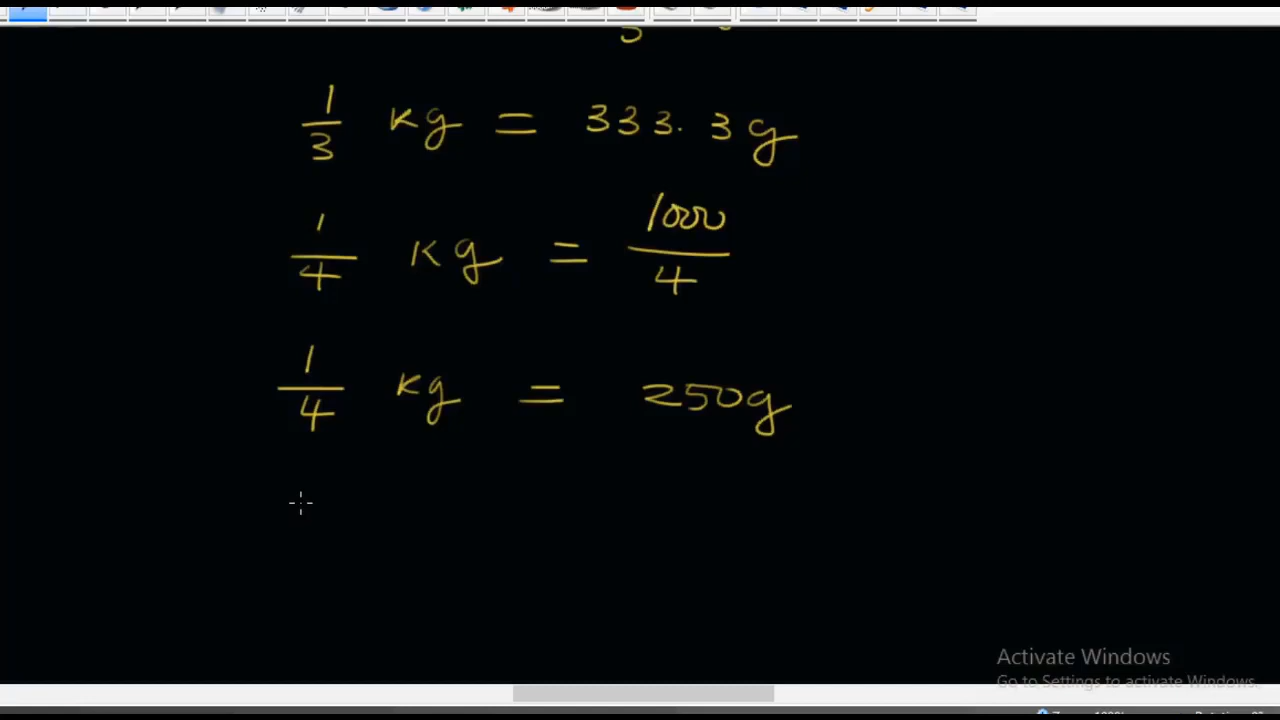 1/3 kg = 333.3g
1/4 kg = 1000/4
1/4 kg = 250g
Activate Windows
Go to Settings to activate Windows.